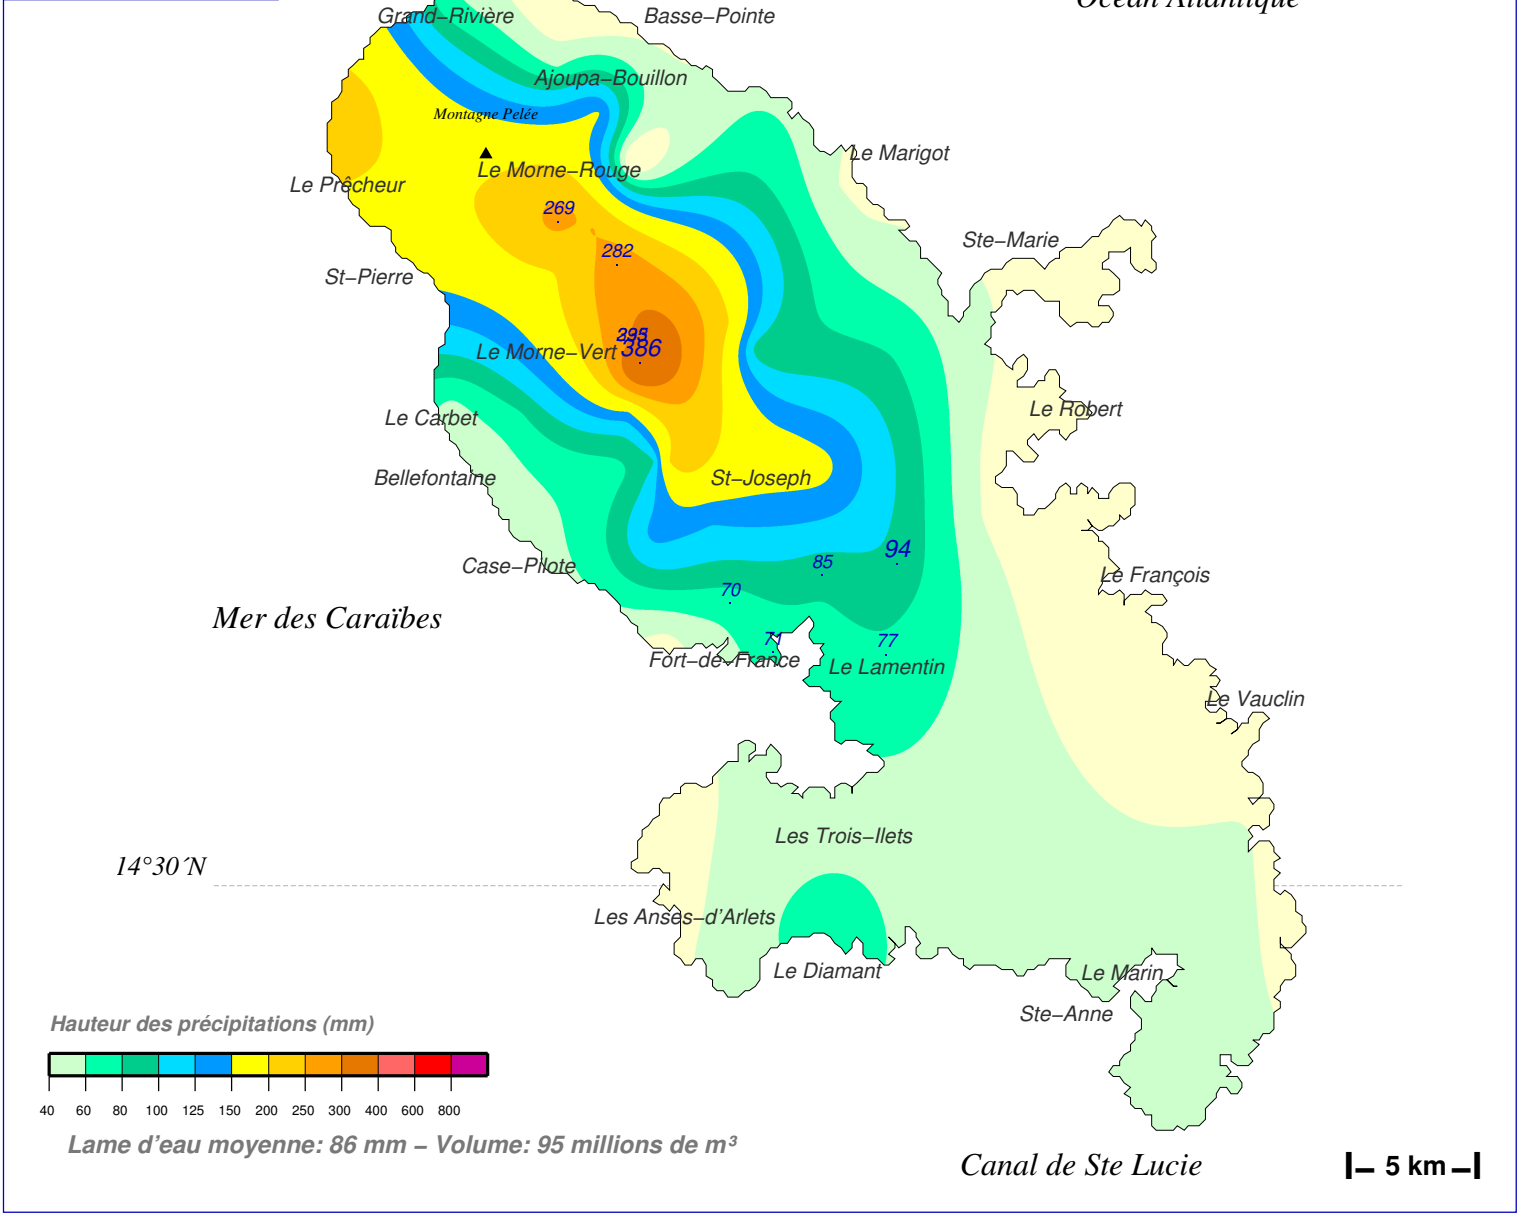 Océan Atlantique
Grand–Rivière
Basse–Pointe
Ajoupa–Bouillon
Montagne Pelée
Le Marigot
Le Morne–Rouge
Le Prêcheur
269
Ste–Marie
282
St–Pierre
386
Le Morne–Vert
Le Robert
Le Carbet
Bellefontaine
St–Joseph
94
85
Case–Pilote
Le François
70
Mer des Caraïbes
71
77
Fort–de–France
Le Lamentin
Le Vauclin
Les Trois–Ilets
14°30´N
Les Anses–d’Arlets
Le Diamant
Le Marin
Ste–Anne
Hauteur des précipitations (mm)
40 60 80 100 125 150 200 250 300 400 600 800
Lame d’eau moyenne: 86 mm – Volume: 95 millions de m³
Canal de Ste Lucie
5 km